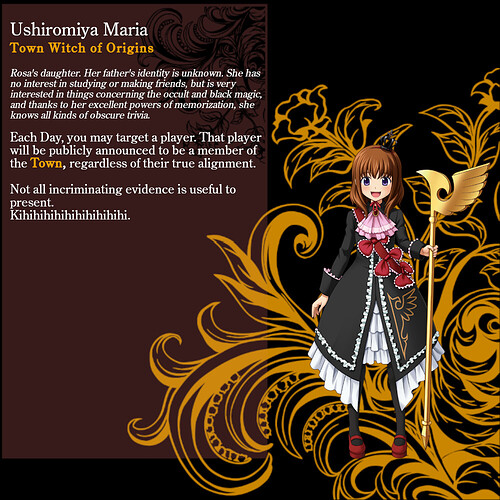 Ushiromiya Maria
Town Witch of Origins
Rosa's daughter. Her father's identity is unknown. She has
no interest in studying or making friends, but is very
interested in things concerning the occult and black magic,
and thanks to her excellent powers of memorization, she
knows all kinds of obscure trivia.
Each Day, you may target a player. That player
will be publicly announced to be a member of
the Town, regardless of their true alignment.
Not all incriminating evidence is useful to
present.
Kihihihihihihihihihihi.